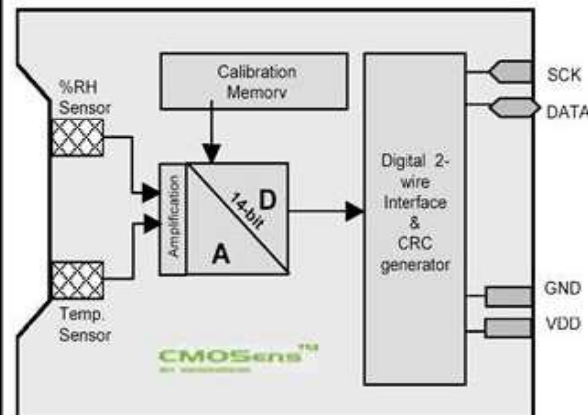 %RH
Sensor
Calibration
Memory
SCK
DATA
Amplification
14-bit
D
A
Digital 2-
wire
Interface
&
CRC
generator
Temp.
Sensor
GND
VDD
CMOSens™